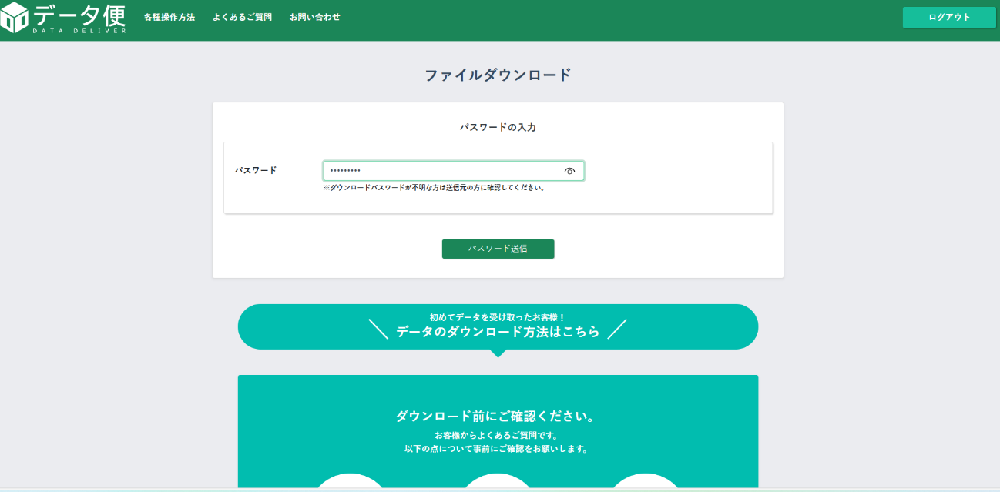 データ便
DATA DELIVER
各種操作方法 よくあるご質問 お問い合わせ
ログアウト
ファイルダウンロード
パスワードの入力
パスワード
•••••••••
※ダウンロードパスワードが不明な方は送信元の方に確認してください。
パスワード送信
初めてデータを受け取ったお客様！
データのダウンロード方法はこちら
ダウンロード前にご確認ください。
お客様からよくあるご質問です。
以下の点について事前にご確認をお願いします。